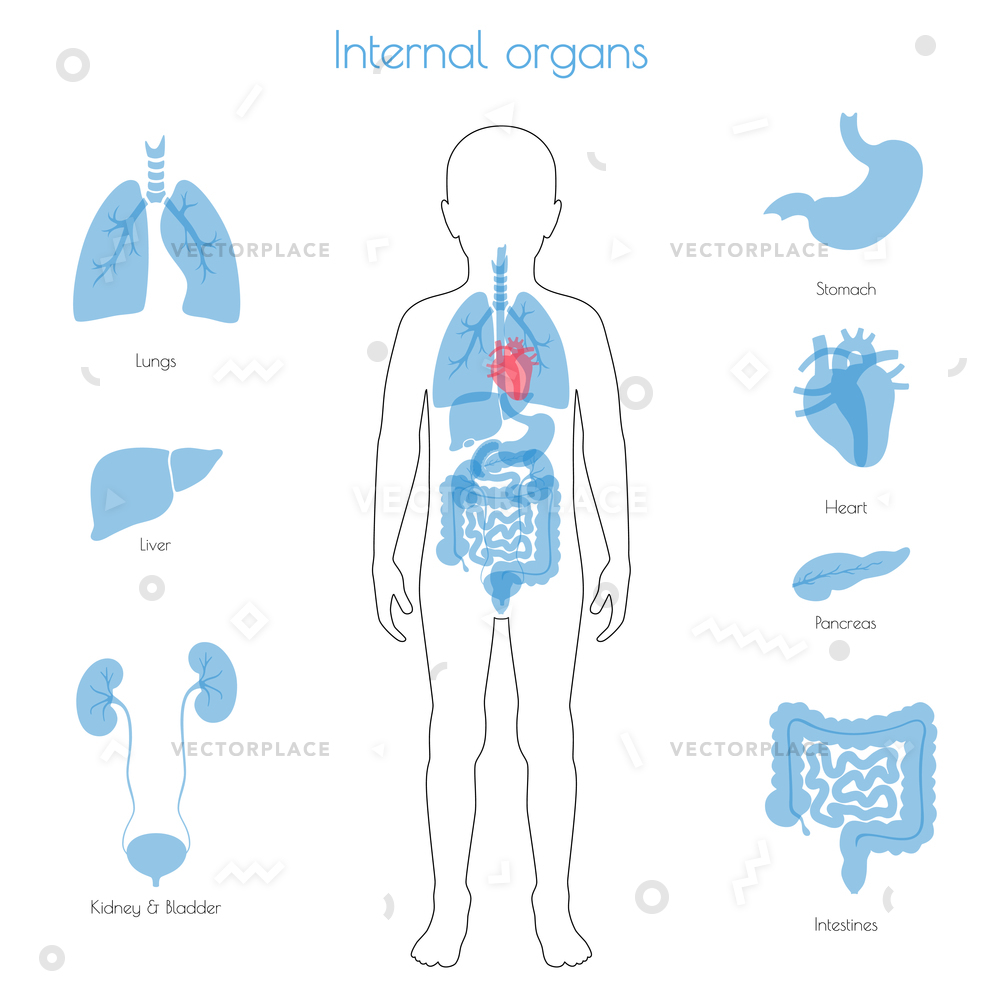 Internal organs
VECTORPLACE
VECTORPLACE
Stomach
Lungs
VECTORPLACE
Heart
Liver
Pancreas
VECTORPLACE
VECTORPLACE
Kidney & Bladder
Intestines